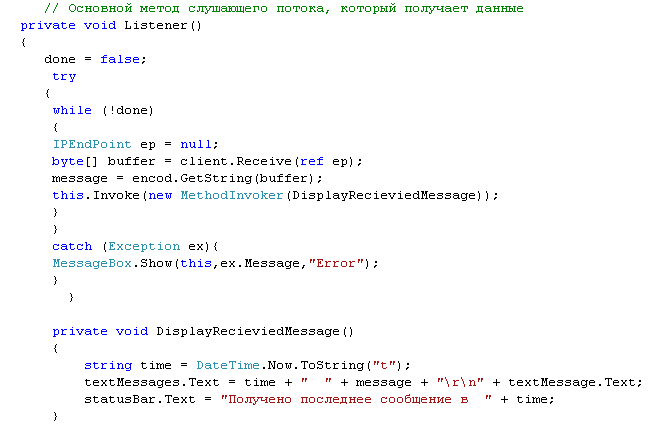 // Основной метод слушающего потока, который получает данные
private void Listener()
{
done = false;
try
{
while (!done)
{
IPEndPoint ep = null;
byte[] buffer = client.Receive(ref ep);
message = encod.GetString(buffer);
this.Invoke(new MethodInvoker(DisplayRecieviedMessage));
}
}
catch (Exception ex){
MessageBox.Show(this,ex.Message,"Error");
}
}
private void DisplayRecieviedMessage()
{
string time = DateTime.Now.ToString("t");
textMessages.Text = time + "  " + message + "\r\n" + textMessage.Text;
statusBar.Text = "Получено последнее сообщение в  " + time;
}